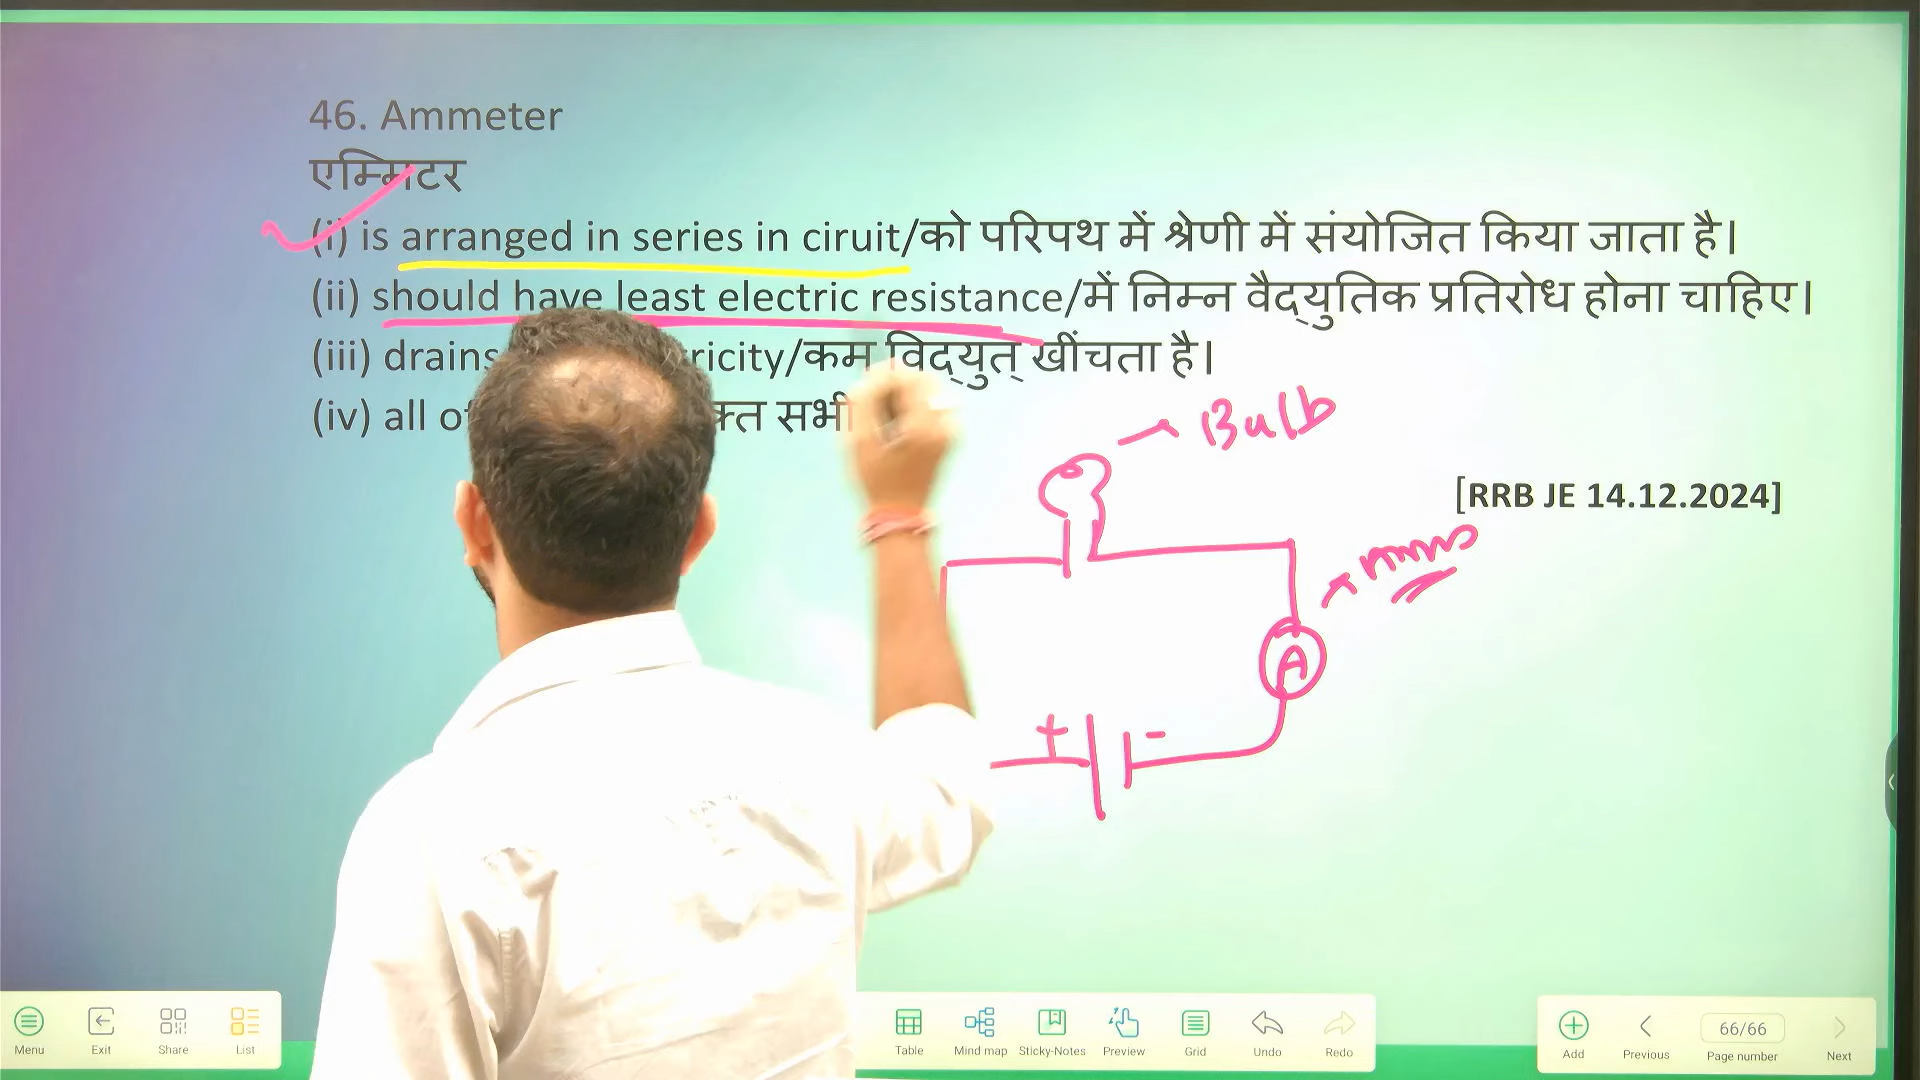 46. Ammeter
एम्मिटर
(i) is arranged in series in ciruit/को परिपथ में श्रेणी में संयोजित किया जाता है।
(ii) should have least electric resistance/में निम्न वैद्युतिक प्रतिरोध होना चाहिए।
(iii) drains ricity/कम विद्युत् खींचता है।
(iv) all of क्त सभी
Bulb
[RRB JE 14.12.2024]
A
+ -
Menu Exit Share List Table Mind map Sticky-Notes Preview Grid Undo Redo Add Previous 66/66 Page number Next